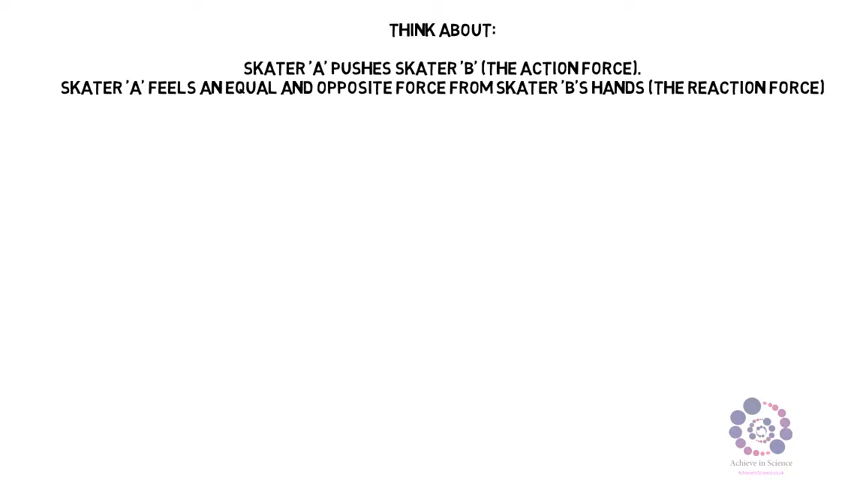 THINK ABOUT:
SKATER 'A' PUSHES SKATER 'B' (THE ACTION FORCE).
SKATER 'A' FEELS AN EQUAL AND OPPOSITE FORCE FROM SKATER 'B'S HANDS (THE REACTION FORCE)
Achieve in Science